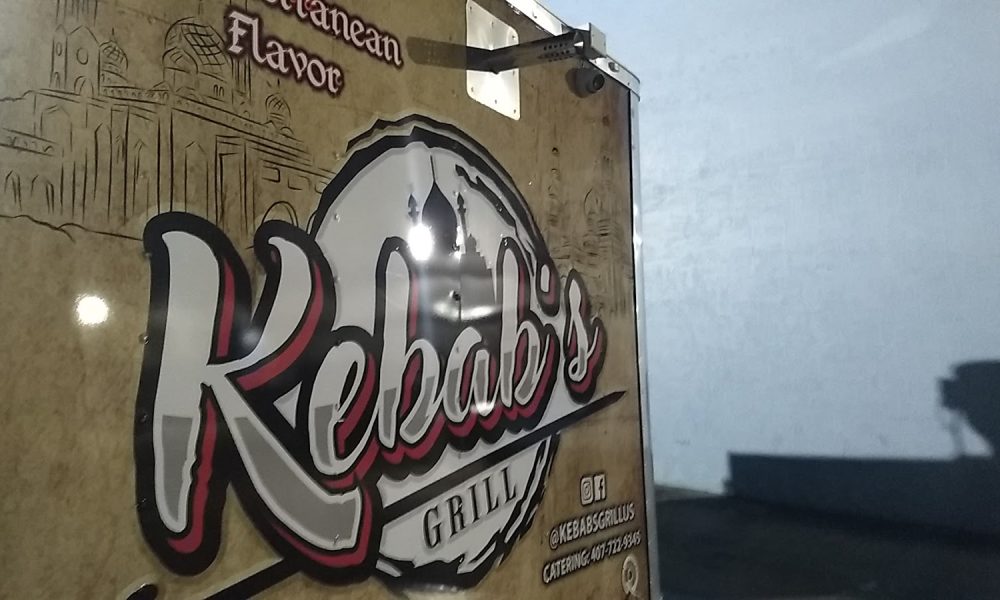 Flavor
Kebab's
GRILL
@KEBABSGRILLUS
CATERING: 407-722-9345